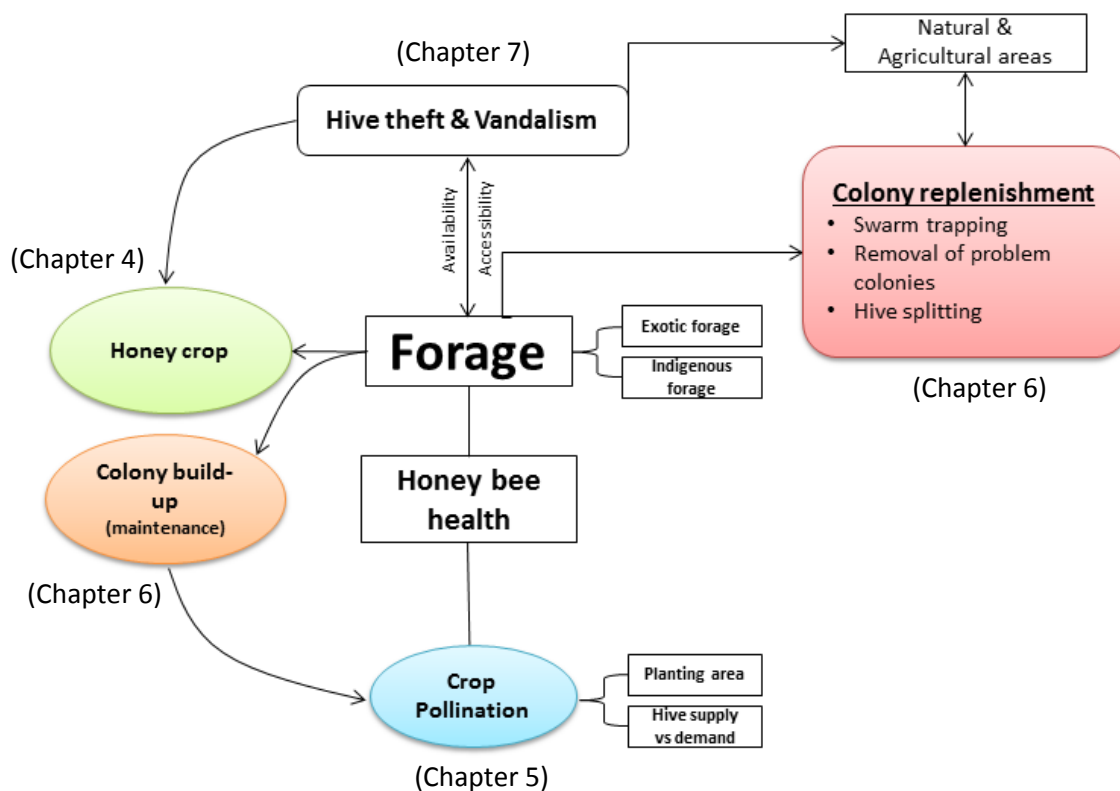 (Chapter 7)
Natural &
Agricultural areas
Hive theft & Vandalism
Availability
Accessibility
Colony replenishment
• Swarm trapping
• Removal of problem
colonies
• Hive splitting
(Chapter 6)
(Chapter 4)
Honey crop
Forage
Exotic forage
Indigenous
forage
Colony build-
up
(maintenance)
(Chapter 6)
Honey bee
health
Crop
Pollination
Planting area
Hive supply
vs demand
(Chapter 5)